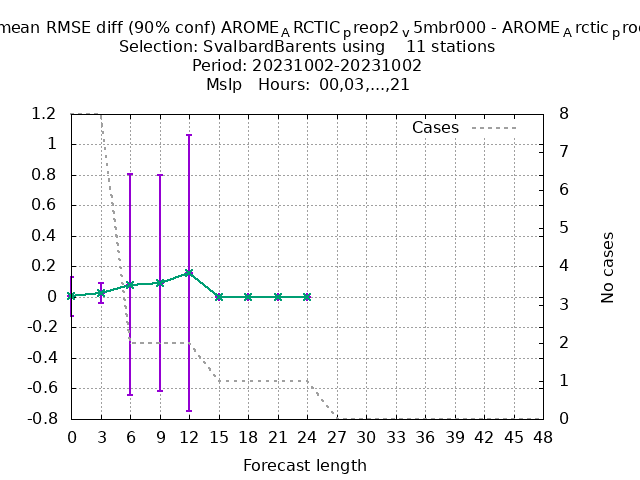 mean RMSE diff (90% conf) AROME_ARCTIC_preop2_v5mbr000 - AROME_Arctic_pro
Selection: SvalbardBarents using 11 stations
Period: 20231002-20231002
Mslp Hours: 00,03,...,21
1.2 8
Cases
1 7
0.8
6
0.6
0.4 5
0.2 4
0 3
-0.2
2
-0.4
-0.6 1
-0.8 0
No cases
0 3 6 9 12 15 18 21 24 27 30 33 36 39 42 45 48
Forecast length